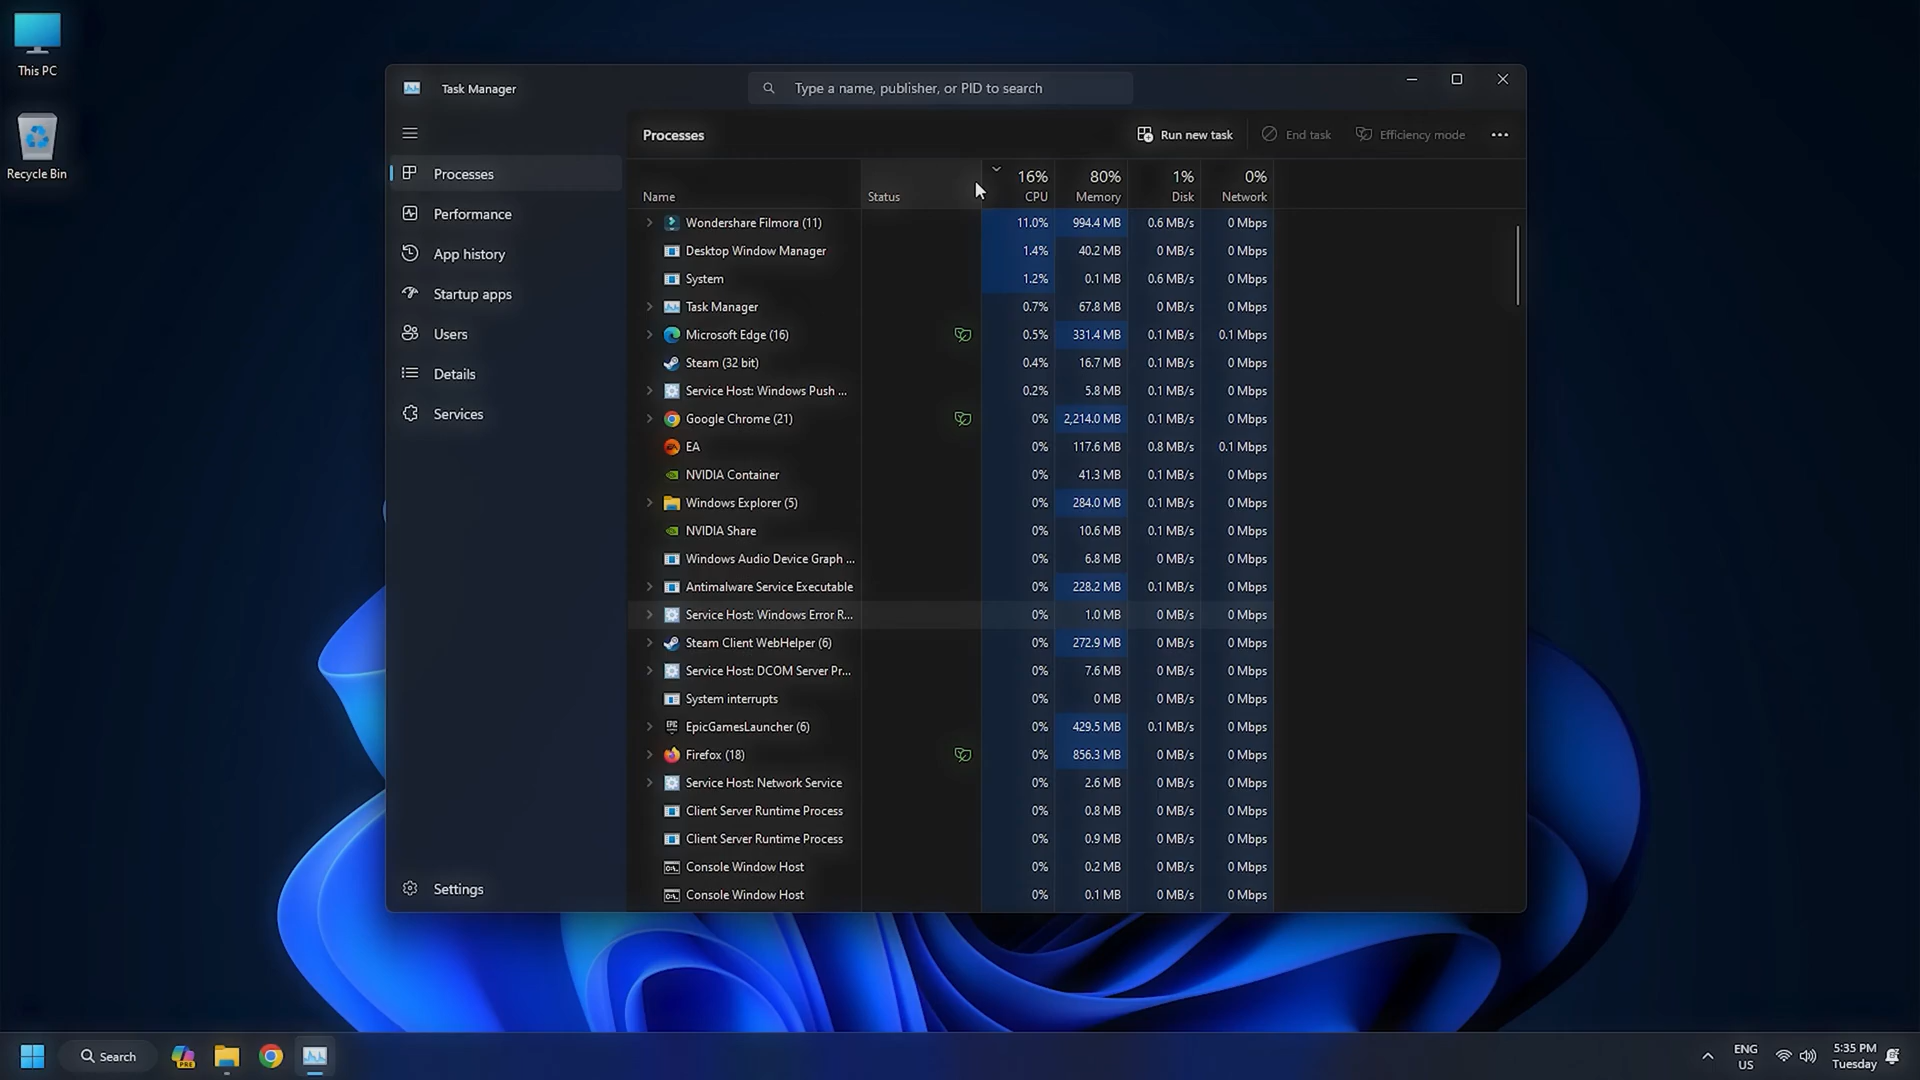 This PC
Recycle Bin
Task Manager
Type a name, publisher, or PID to search
Processes
Performance
App history
Startup apps
Users
Details
Services
Settings
Processes
Run new task
End task
Efficiency mode
16% 80% 1% 0%
Name Status CPU Memory Disk Network
Wondershare Filmora (11) 11.0% 994.4 MB 0.6 MB/s 0 Mbps
Desktop Window Manager 1.4% 40.2 MB 0 MB/s 0 Mbps
System 1.2% 0.1 MB 0.6 MB/s 0 Mbps
Task Manager 0.7% 67.8 MB 0 MB/s 0 Mbps
Microsoft Edge (16) 0.5% 331.4 MB 0.1 MB/s 0.1 Mbps
Steam (32 bit) 0.4% 16.7 MB 0.1 MB/s 0 Mbps
Service Host: Windows Push ... 0.2% 5.8 MB 0.1 MB/s 0 Mbps
Google Chrome (21) 0% 2,214.0 MB 0.1 MB/s 0 Mbps
EA 0% 117.6 MB 0.8 MB/s 0.1 Mbps
NVIDIA Container 0% 41.3 MB 0.1 MB/s 0 Mbps
Windows Explorer (5) 0% 284.0 MB 0.1 MB/s 0 Mbps
NVIDIA Share 0% 10.6 MB 0.1 MB/s 0 Mbps
Windows Audio Device Graph ... 0% 6.8 MB 0 MB/s 0 Mbps
Antimalware Service Executable 0% 228.2 MB 0.1 MB/s 0 Mbps
Service Host: Windows Error R... 0% 1.0 MB 0 MB/s 0 Mbps
Steam Client WebHelper (6) 0% 272.9 MB 0 MB/s 0 Mbps
Service Host: DCOM Server Pr... 0% 7.6 MB 0 MB/s 0 Mbps
System interrupts 0% 0 MB 0 MB/s 0 Mbps
EPIC EpicGamesLauncher (6) 0% 429.5 MB 0.1 MB/s 0 Mbps
Firefox (18) 0% 856.3 MB 0 MB/s 0 Mbps
Service Host: Network Service 0% 2.6 MB 0 MB/s 0 Mbps
Client Server Runtime Process 0% 0.8 MB 0 MB/s 0 Mbps
Client Server Runtime Process 0% 0.9 MB 0 MB/s 0 Mbps
Console Window Host 0% 0.2 MB 0 MB/s 0 Mbps
Console Window Host 0% 0.1 MB 0 MB/s 0 Mbps
Search
PRE
ENG
US
5:35 PM
Tuesday